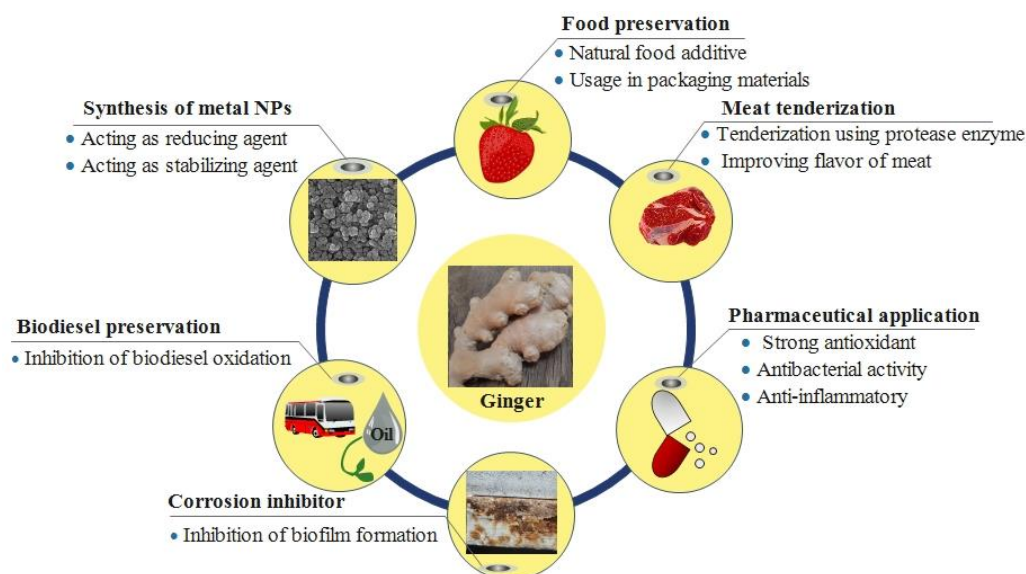 Food preservation
• Natural food additive
• Usage in packaging materials
Synthesis of metal NPs
• Acting as reducing agent
• Acting as stabilizing agent
Meat tenderization
• Tenderization using protease enzyme
• Improving flavor of meat
Biodiesel preservation
• Inhibition of biodiesel oxidation
Oil
Ginger
Pharmaceutical application
• Strong antioxidant
• Antibacterial activity
• Anti-inflammatory
Corrosion inhibitor
• Inhibition of biofilm formation